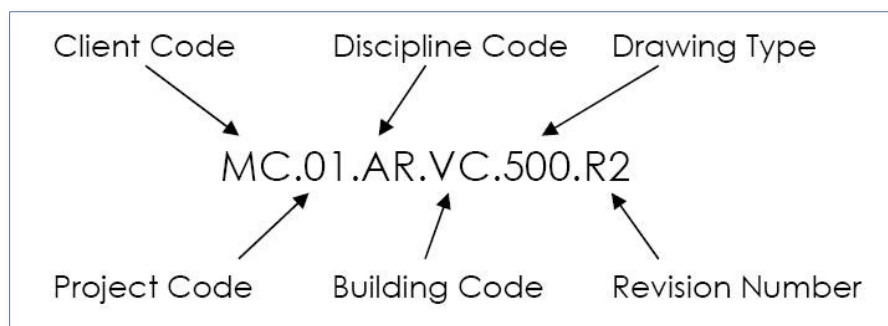 Client Code Discipline Code Drawing Type
MC.01.AR.VC.500.R2
Project Code Building Code Revision Number